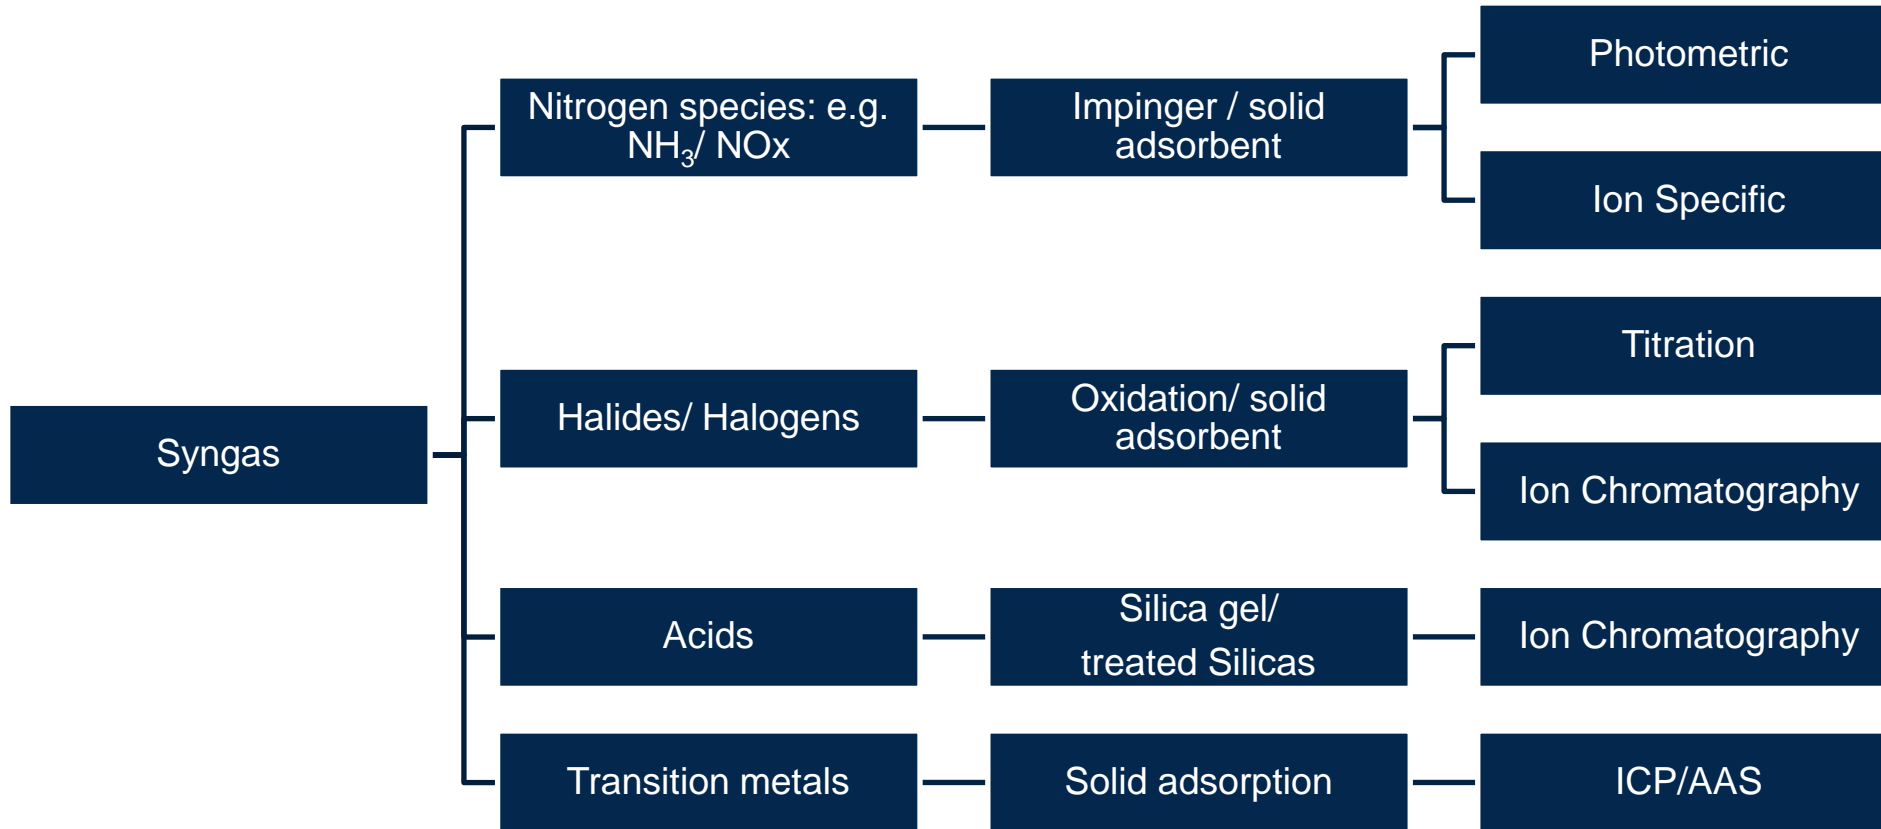 Syngas
Nitrogen species: e.g.
NH₃/ NOx
Impinger / solid
adsorbent
Photometric
Ion Specific
Halides/ Halogens
Oxidation/ solid
adsorbent
Titration
Ion Chromatography
Acids
Silica gel/
treated Silicas
Ion Chromatography
Transition metals
Solid adsorption
ICP/AAS